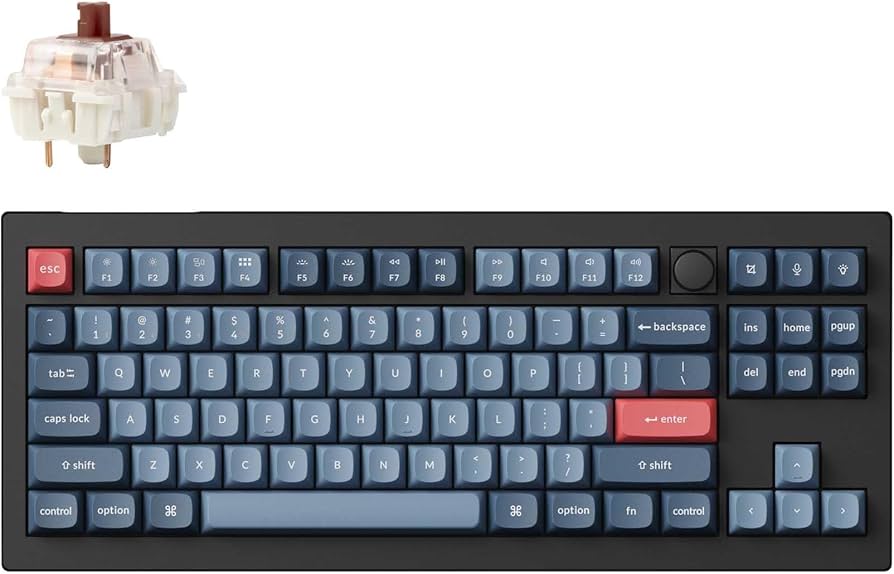 esc F1 F2 F3 F4 F5 F6 F7 F8 F9 F10 F11 F12
~ ! @ # $ % ^ & * ( ) - + ← backspace ins home pgup
` 1 2 3 4 5 6 7 8 9 0 - =
tab Q W E R T Y U I O P { } | del end pgdn
[ ] \
caps lock A S D F G H J K L : " ← enter
; '
⇧ shift Z X C V B N M < > ? ⇧ shift ^
, . /
control option ⌘ ⌘ option fn control < ˅ >